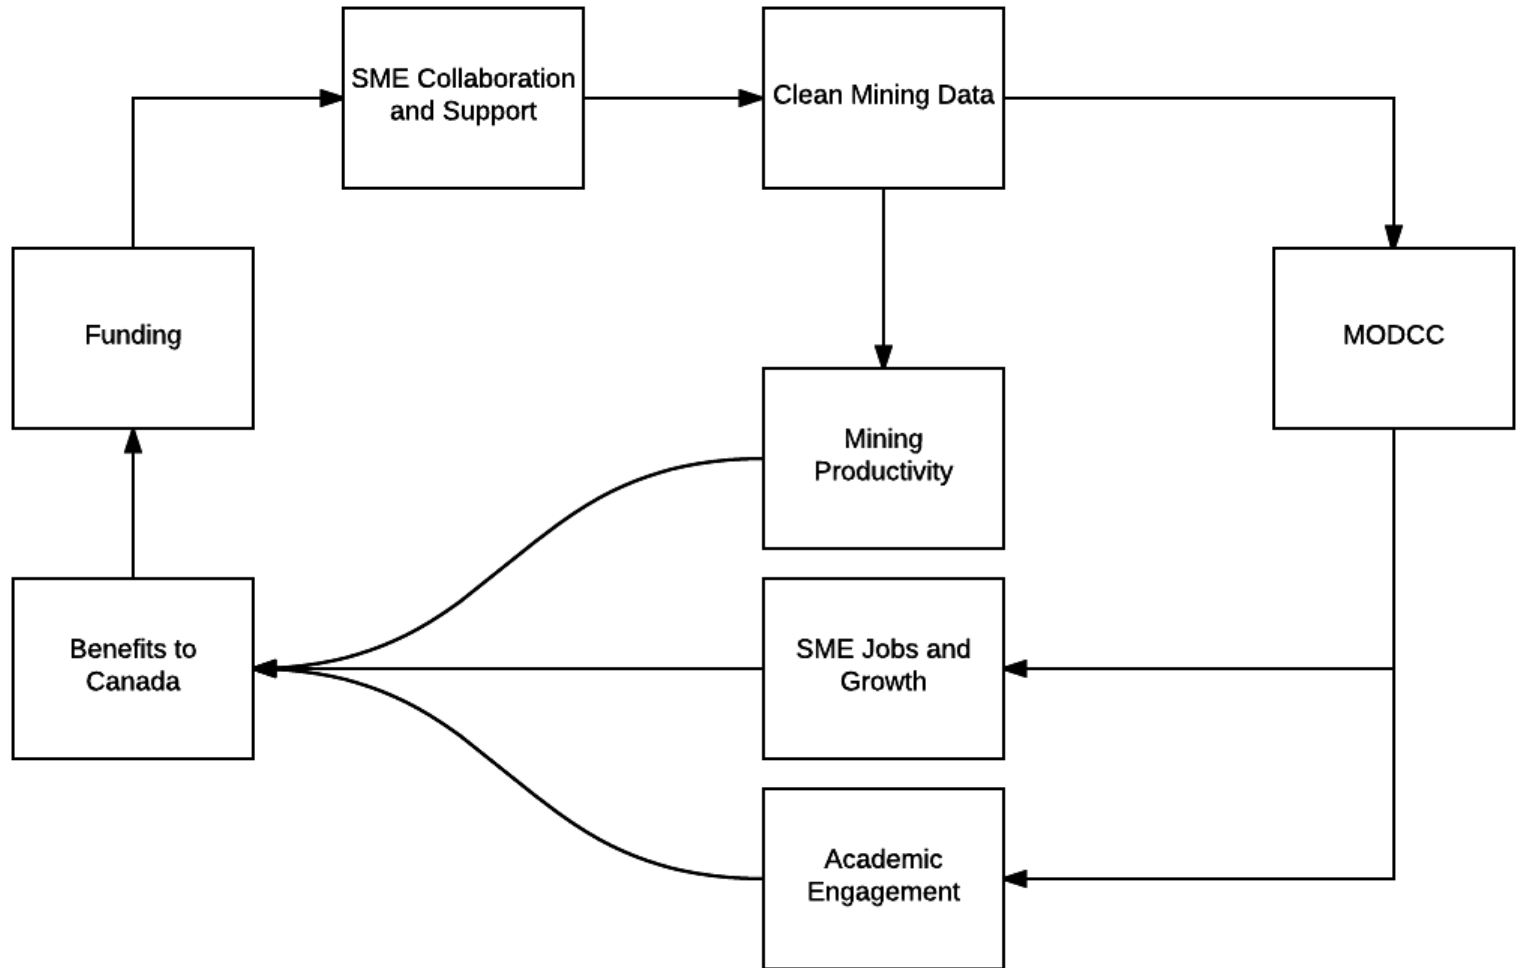 SME Collaboration
and Support
Clean Mining Data
Funding
MODCC
Mining
Productivity
Benefits to
Canada
SME Jobs and
Growth
Academic
Engagement